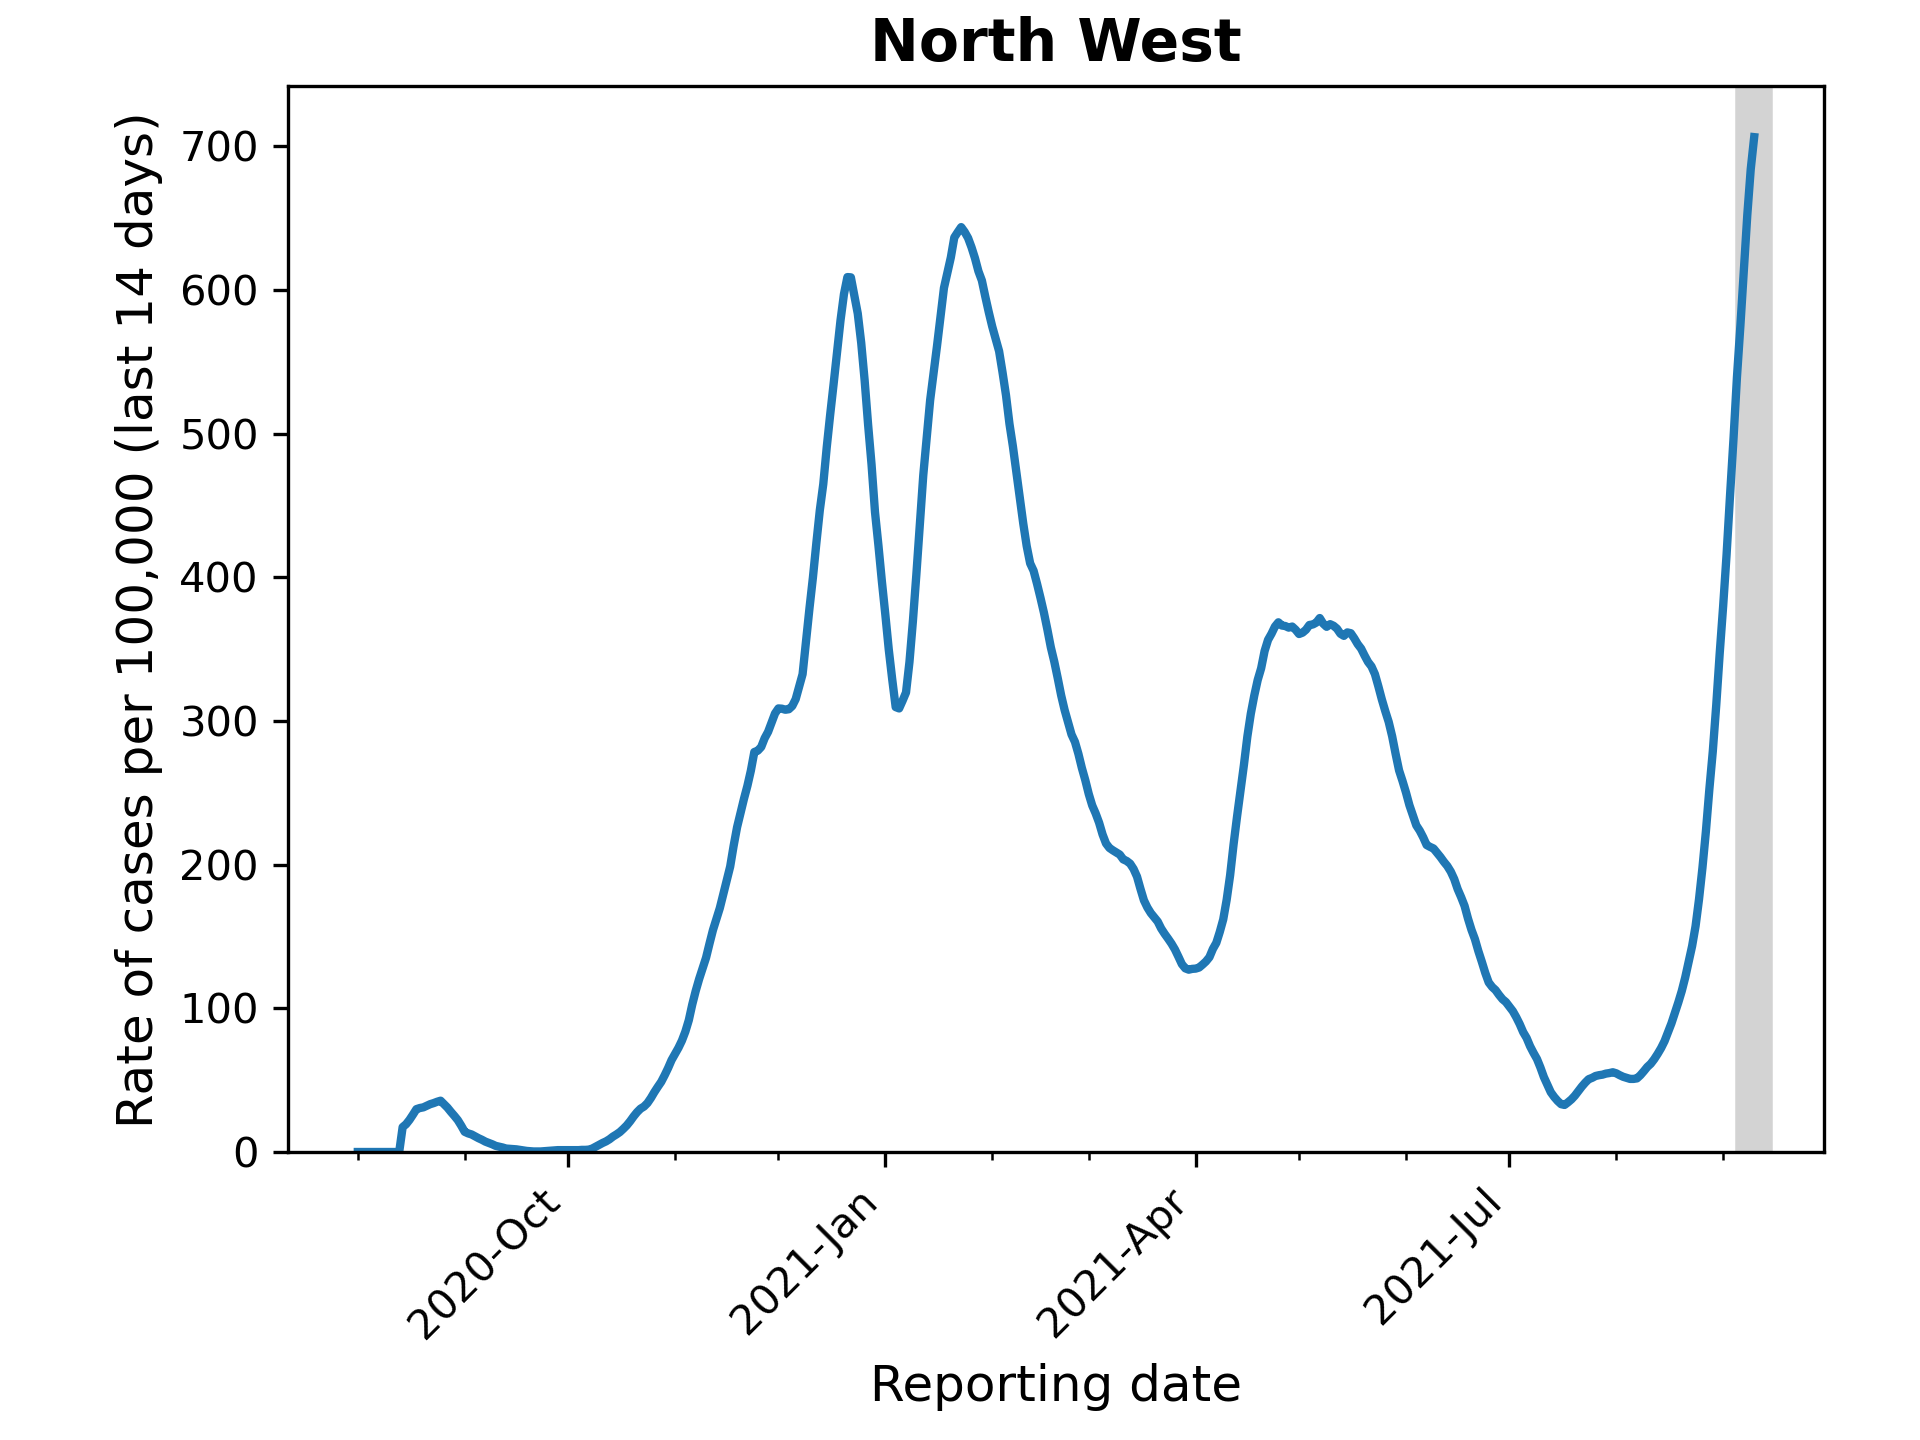 North West
Rate of cases per 100,000 (last 14 days)
700
600
500
400
300
200
100
0
2020-Oct
2021-Jan
2021-Apr
2021-Jul
Reporting date